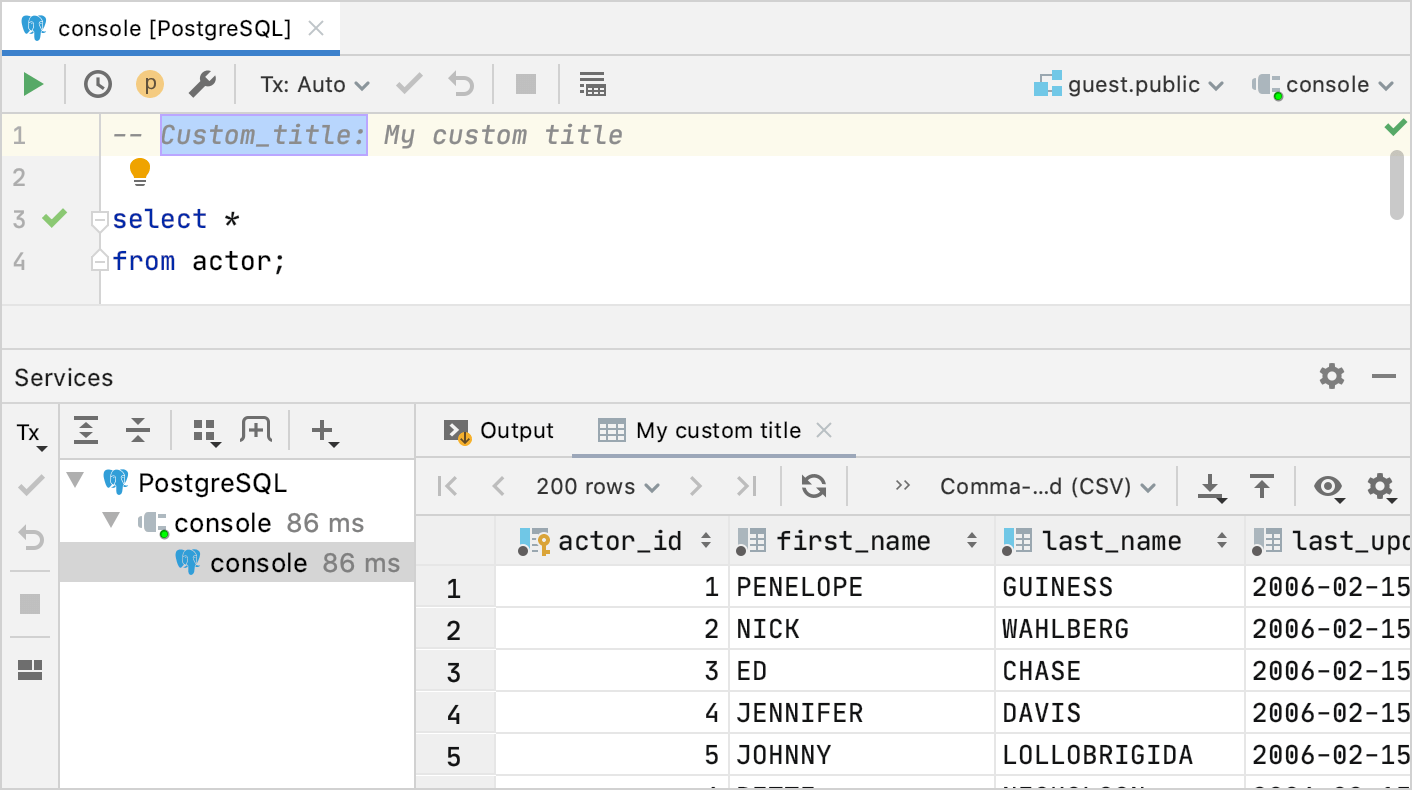 console [PostgreSQL]
p Tx: Auto guest.public console
1 -- Custom_title: My custom title
2
3 select *
4 from actor;
Services
Tx
Output My custom title
PostgreSQL
console 86 ms
console 86 ms
200 rows Comma-...d (CSV)
actor_id first_name last_name last_upd
1 1 PENELOPE GUINESS 2006-02-15
2 2 NICK WAHLBERG 2006-02-15
3 3 ED CHASE 2006-02-15
4 4 JENNIFER DAVIS 2006-02-15
5 5 JOHNNY LOLLOBRIGIDA 2006-02-15